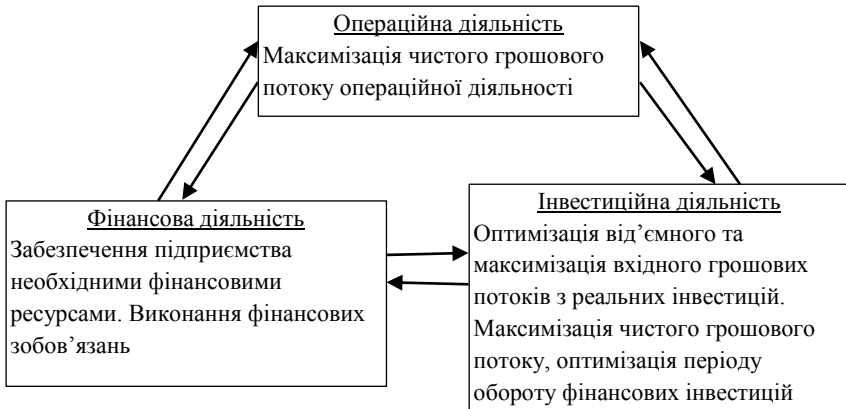 Операційна діяльність
Максимізація чистого грошового
потоку операційної діяльності
Фінансова діяльність
Забезпечення підприємства
необхідними фінансовими
ресурсами. Виконання фінансових
зобов’язань
Інвестиційна діяльність
Оптимізація від’ємного та
максимізація вхідного грошових
потоків з реальних інвестицій.
Максимізація чистого грошового
потоку, оптимізація періоду
обороту фінансових інвестицій